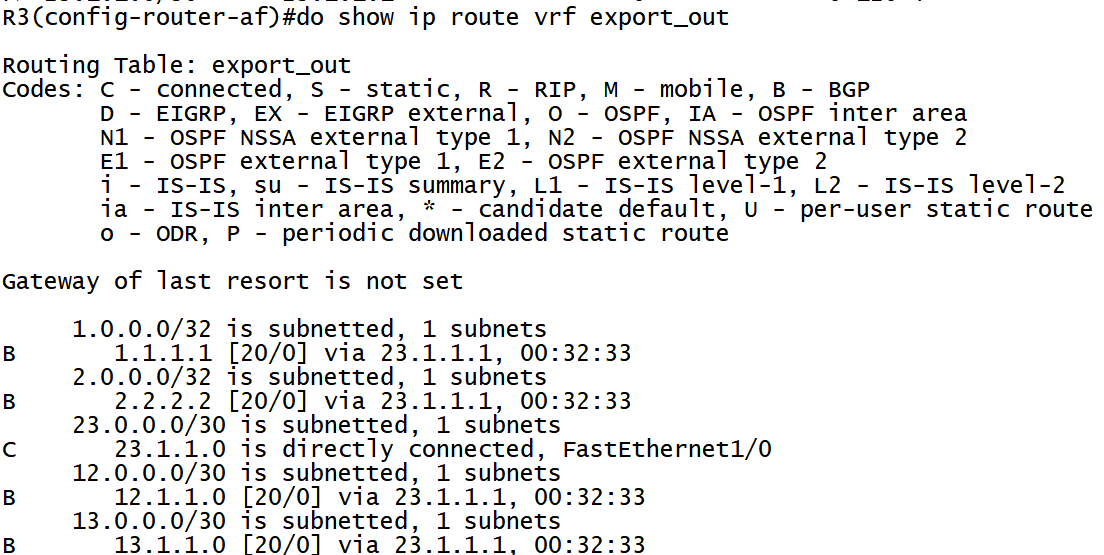 R3(config-router-af)#do show ip route vrf export_out
Routing Table: export_out
Codes: C - connected, S - static, R - RIP, M - mobile, B - BGP
       D - EIGRP, EX - EIGRP external, O - OSPF, IA - OSPF inter area
       N1 - OSPF NSSA external type 1, N2 - OSPF NSSA external type 2
       E1 - OSPF external type 1, E2 - OSPF external type 2
       i - IS-IS, su - IS-IS summary, L1 - IS-IS level-1, L2 - IS-IS level-2
       ia - IS-IS inter area, * - candidate default, U - per-user static route
       o - ODR, P - periodic downloaded static route
Gateway of last resort is not set
     1.0.0.0/32 is subnetted, 1 subnets
B       1.1.1.1 [20/0] via 23.1.1.1, 00:32:33
     2.0.0.0/32 is subnetted, 1 subnets
B       2.2.2.2 [20/0] via 23.1.1.1, 00:32:33
     23.0.0.0/30 is subnetted, 1 subnets
C       23.1.1.0 is directly connected, FastEthernet1/0
     12.0.0.0/30 is subnetted, 1 subnets
B       12.1.1.0 [20/0] via 23.1.1.1, 00:32:33
     13.0.0.0/30 is subnetted, 1 subnets
B       13.1.1.0 [20/0] via 23.1.1.1, 00:32:33